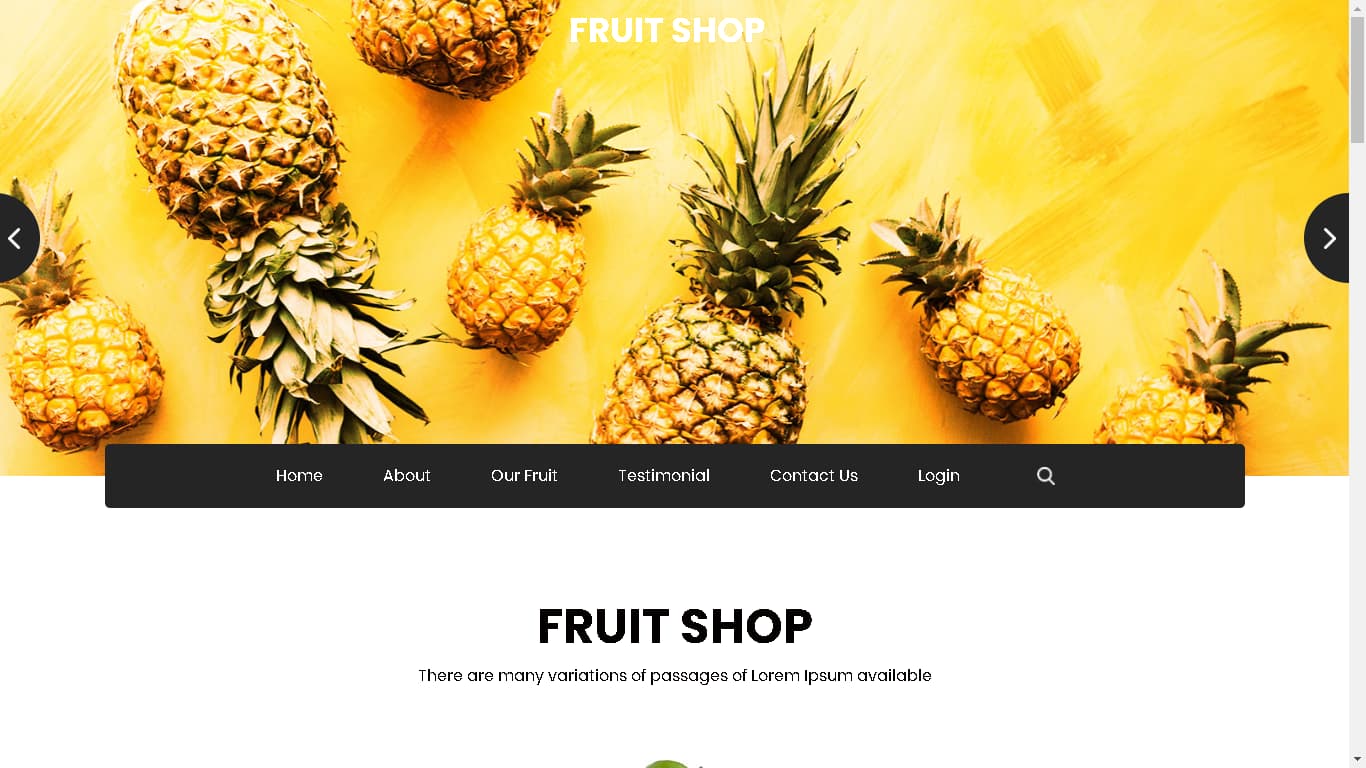 FRUIT SHOP
Home About Our Fruit Testimonial Contact Us Login
FRUIT SHOP
There are many variations of passages of Lorem Ipsum available